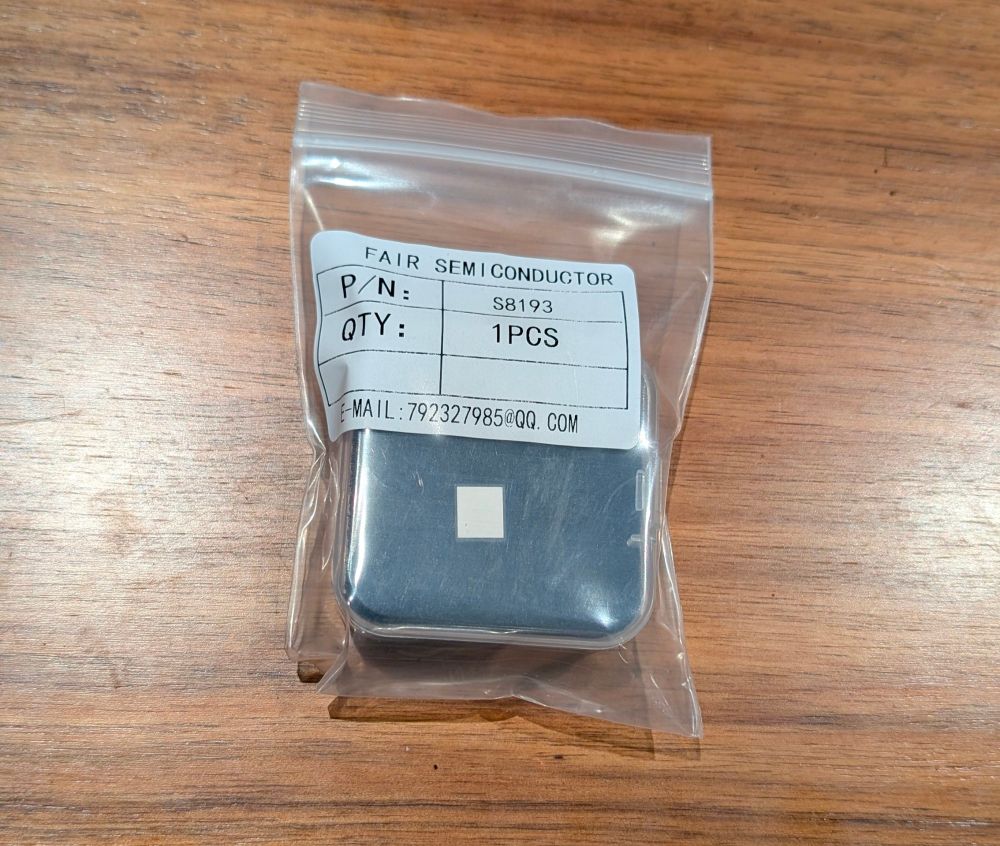 FAIR SEMICONDUCTOR
P/N: S8193
QTY: 1PCS
E-MAIL:792327985@QQ.COM